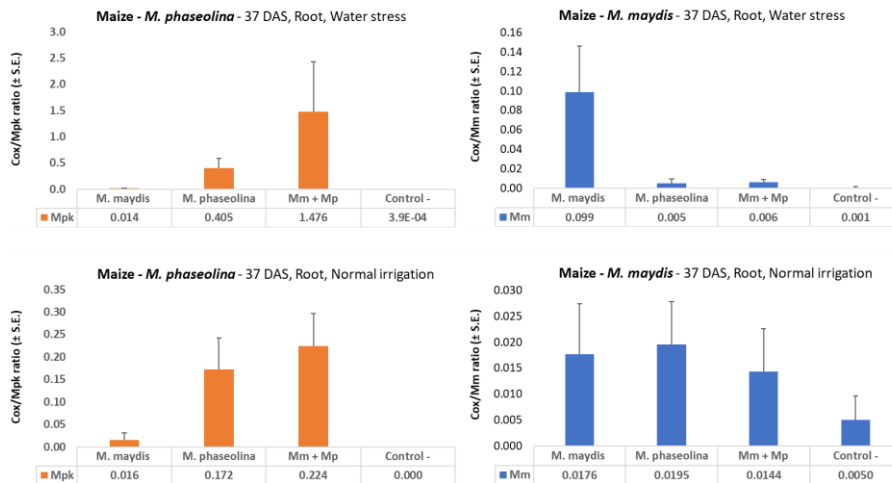 Maize - M. phaseolina - 37 DAS, Root, Water stress
Cox/Mpk ratio (± S.E.)
3.0
2.5
2.0
1.5
1.0
0.5
0.0
M. maydis M. phaseolina Mm + Mp Control -
Mpk 0.014 0.405 1.476 3.9E-04
Maize - M. maydis - 37 DAS, Root, Water stress
Cox/Mm ratio (± S.E.)
0.16
0.14
0.12
0.10
0.08
0.06
0.04
0.02
0.00
M. maydis M. phaseolina Mm + Mp Control -
Mm 0.099 0.005 0.006 0.001
Maize - M. phaseolina - 37 DAS, Root, Normal irrigation
Cox/Mpk ratio (± S.E.)
0.35
0.30
0.25
0.20
0.15
0.10
0.05
0.00
M. maydis M. phaseolina Mm + Mp Control -
Mpk 0.016 0.172 0.224 0.000
Maize - M. maydis - 37 DAS, Root, Normal irrigation
Cox/Mm ratio (± S.E.)
0.030
0.025
0.020
0.015
0.010
0.005
0.000
M. maydis M. phaseolina Mm + Mp Control -
Mm 0.0176 0.0195 0.0144 0.0050